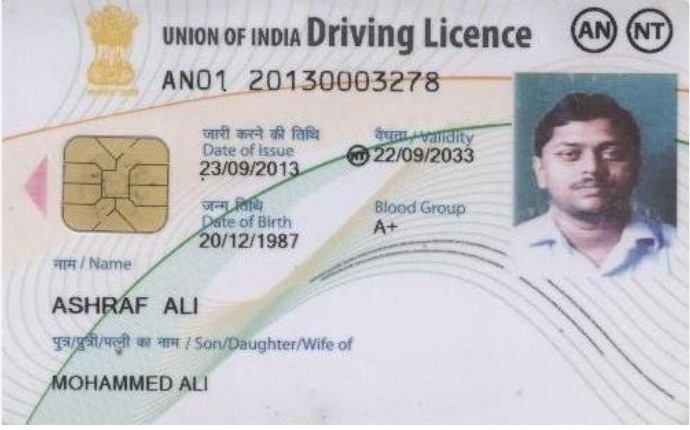 UNION OF INDIA Driving Licence AN NT
AN01 20130003278
जारी करने की तिथि
Date of Issue
23/09/2013
वैधता / Validity
NT 22/09/2033
जन्म तिथि
Date of Birth
20/12/1987
Blood Group
A+
नाम / Name
ASHRAF ALI
पुत्र/पुत्री/पत्नी का नाम / Son/Daughter/Wife of
MOHAMMED ALI